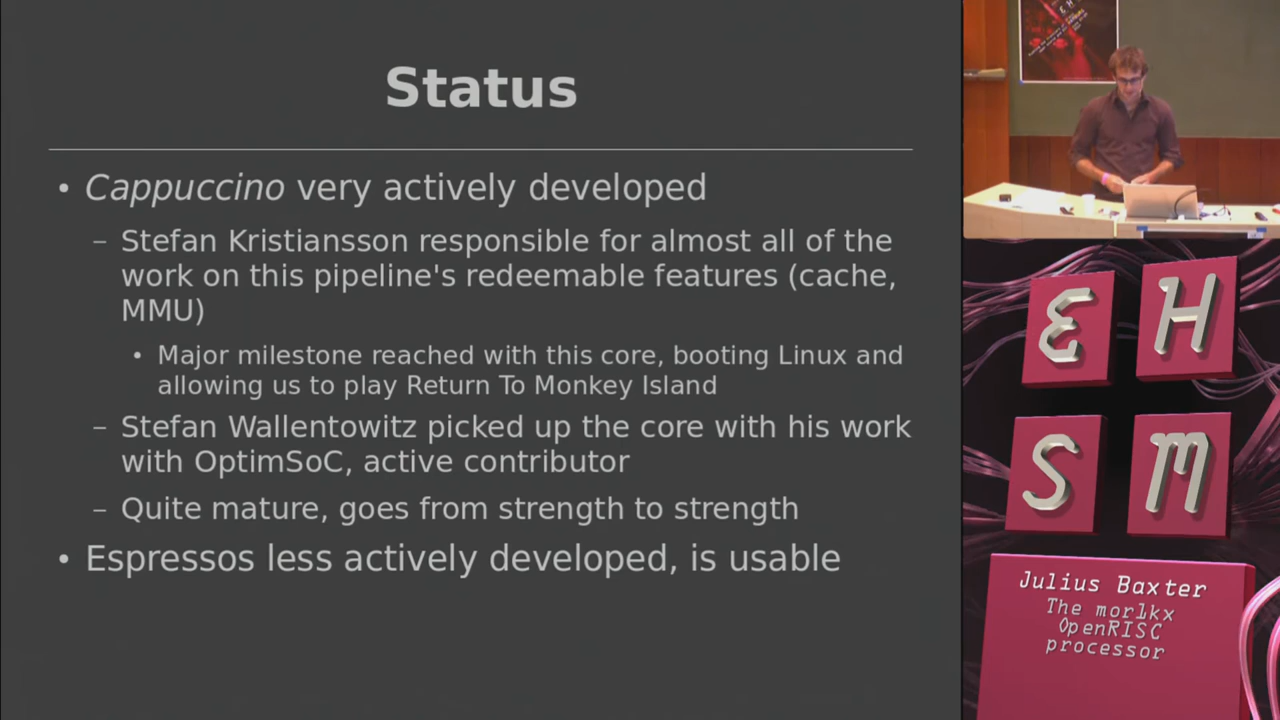 Status
• Cappuccino very actively developed
– Stefan Kristiansson responsible for almost all of the
work on this pipeline's redeemable features (cache,
MMU)
• Major milestone reached with this core, booting Linux and
allowing us to play Return To Monkey Island
– Stefan Wallentowitz picked up the core with his work
with OptimSoC, active contributor
– Quite mature, goes from strength to strength
• Espressos less actively developed, is usable
E H
S M
Julius Baxter
The mor1kx
OpenRISC
processor